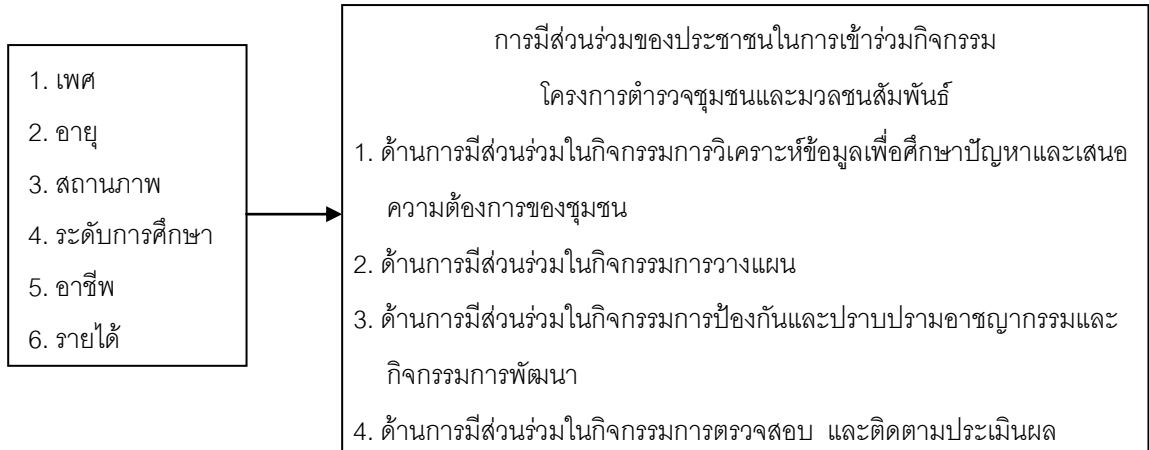 1. เพศ
2. อายุ
3. สถานภาพ
4. ระดับการศึกษา
5. อาชีพ
6. รายได้
การมีส่วนร่วมของประชาชนในการเข้าร่วมกิจกรรม
โครงการตำรวจชุมชนและมวลชนสัมพันธ์
1. ด้านการมีส่วนร่วมในกิจกรรมการวิเคราะห์ข้อมูลเพื่อศึกษาปัญหาและเสนอ
ความต้องการของชุมชน
2. ด้านการมีส่วนร่วมในกิจกรรมการวางแผน
3. ด้านการมีส่วนร่วมในกิจกรรมการป้องกันและปราบปรามอาชญากรรมและ
กิจกรรมการพัฒนา
4. ด้านการมีส่วนร่วมในกิจกรรมการตรวจสอบ และติดตามประเมินผล